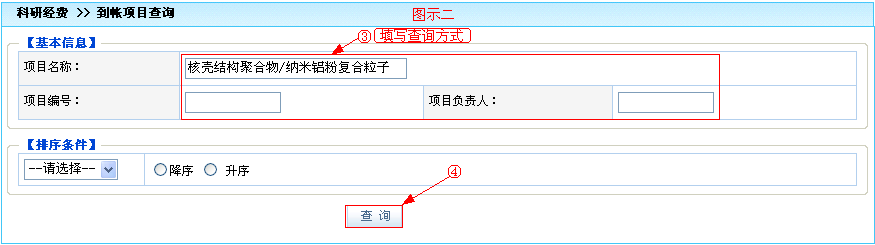 科研经费 >> 到帐项目查询
图示二
③ 填写查询方式
【基本信息】
项目名称：
核壳结构聚合物/纳米铝粉复合粒子
项目编号：
项目负责人：
【排序条件】
--请选择--
降序
升序
④
查 询